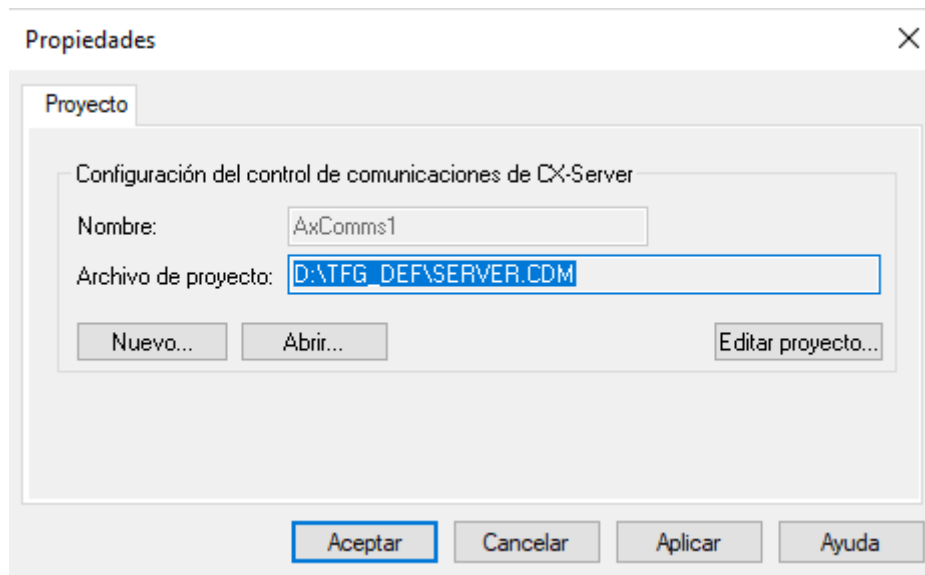 Propiedades
Proyecto
Configuración del control de comunicaciones de CX-Server
Nombre: AxComms1
Archivo de proyecto: D:\TFG_DEF\SERVER.CDM
Nuevo... Abrir... Editar proyecto...
Aceptar Cancelar Aplicar Ayuda